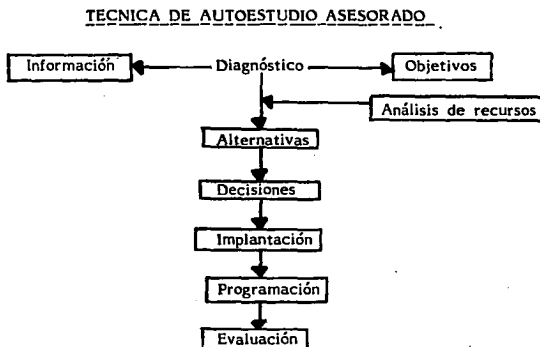 TECNICA DE AUTOESTUDIO ASESORADO
Información Diagnóstico Objetivos
Análisis de recursos
Alternativas
Decisiones
Implantación
Programación
Evaluación